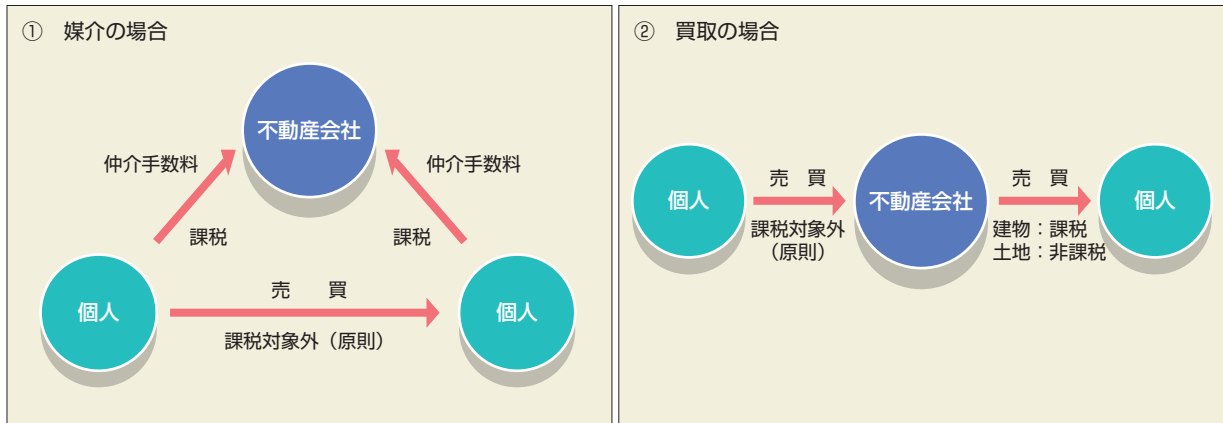 ① 媒介の場合
不動産会社
仲介手数料
仲介手数料
課税
課税
個人
売 買
個人
課税対象外（原則）
② 買取の場合
個人
売 買
課税対象外
（原則）
不動産会社
売 買
建物：課税
土地：非課税
個人